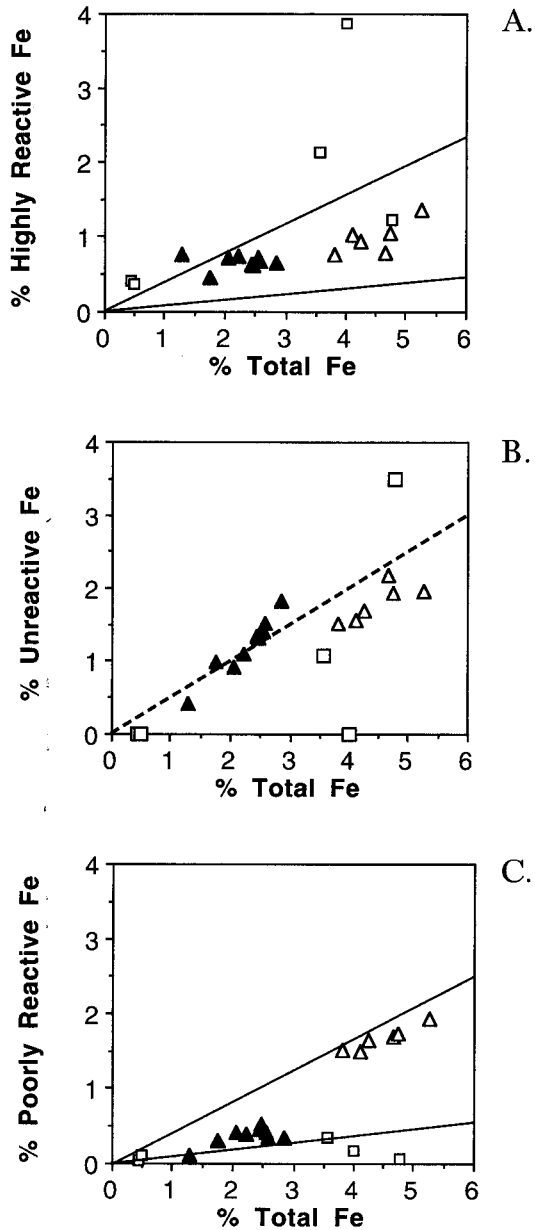 A.
% Highly Reactive Fe
4
3
2
1
0
0 1 2 3 4 5 6
% Total Fe
B.
% Unreactive Fe
4
3
2
1
0
0 1 2 3 4 5 6
% Total Fe
C.
% Poorly Reactive Fe
4
3
2
1
0
0 1 2 3 4 5 6
% Total Fe